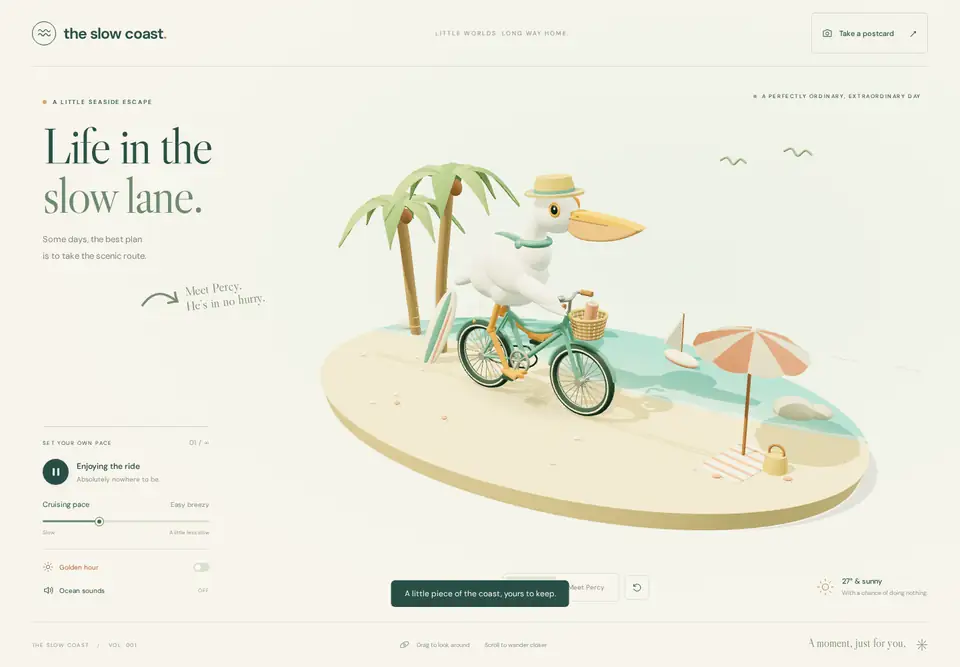 the slow coast.
LITTLE WORLDS. LONG WAY HOME.
Take a postcard
A LITTLE SEASIDE ESCAPE
A PERFECTLY ORDINARY, EXTRAORDINARY DAY
Life in the
slow lane.
Some days, the best plan
is to take the scenic route.
Meet Percy.
He's in no hurry.
SET YOUR OWN PACE
01 / ∞
Enjoying the ride
Absolutely nowhere to be.
Cruising pace
Easy breezy
Slow
A little less slow
Golden hour
Ocean sounds
OFF
A little piece of the coast, yours to keep.
Meet Percy
27° & sunny
With a chance of doing nothing.
THE SLOW COAST / VOL. 001
Drag to look around
Scroll to wander closer
A moment, just for you.